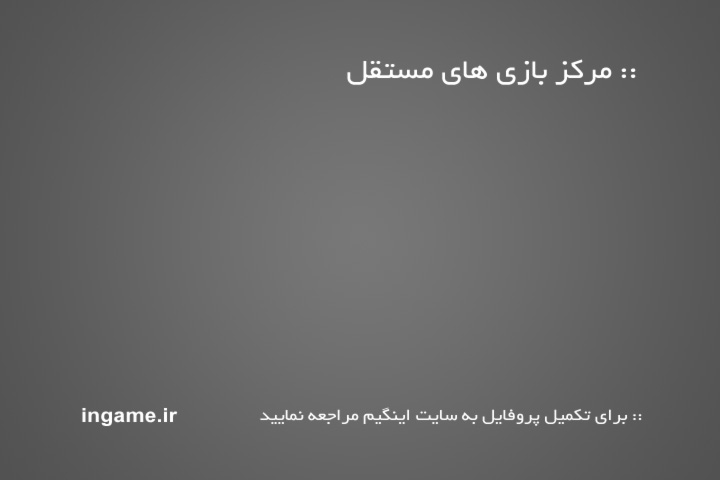 :: مرکز بازی های مستقل
:: برای تکمیل پروفایل به سایت اینگیم مراجعه نمایید
ingame.ir